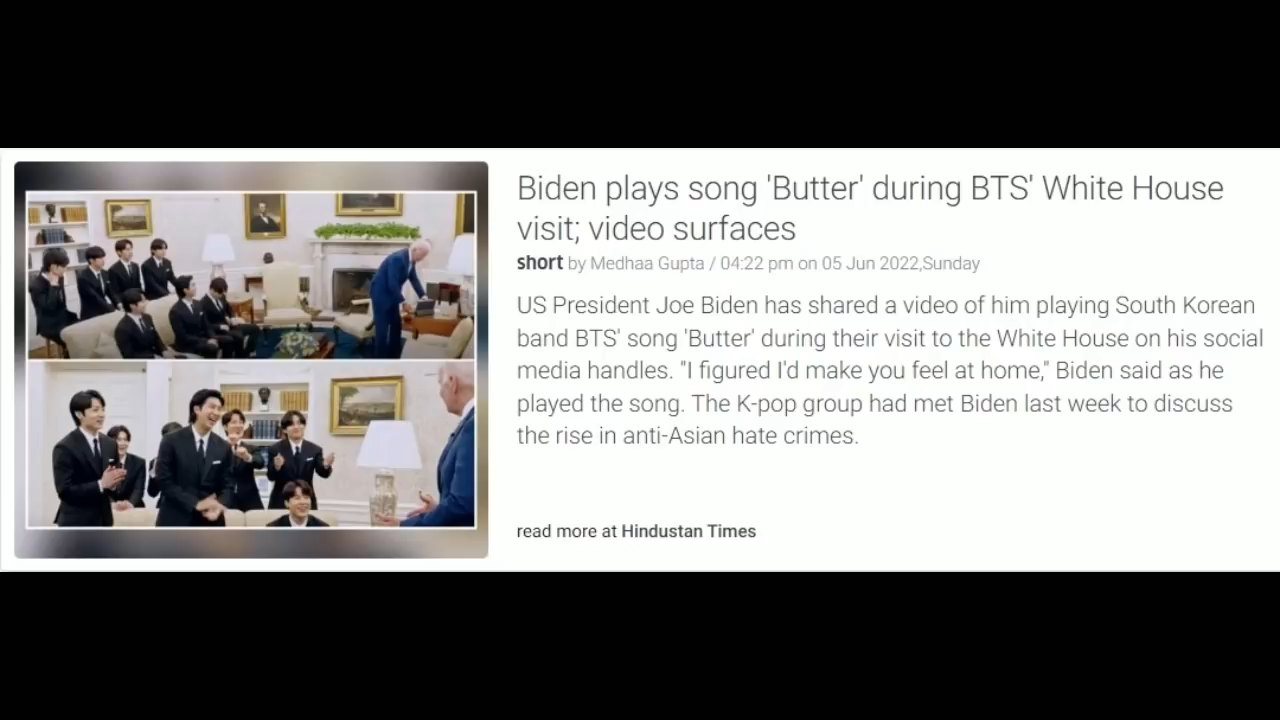 Biden plays song 'Butter' during BTS' White House
visit; video surfaces
short by Medhaa Gupta / 04:22 pm on 05 Jun 2022,Sunday
US President Joe Biden has shared a video of him playing South Korean
band BTS' song 'Butter' during their visit to the White House on his social
media handles. "I figured I'd make you feel at home," Biden said as he
played the song. The K-pop group had met Biden last week to discuss
the rise in anti-Asian hate crimes.
read more at Hindustan Times